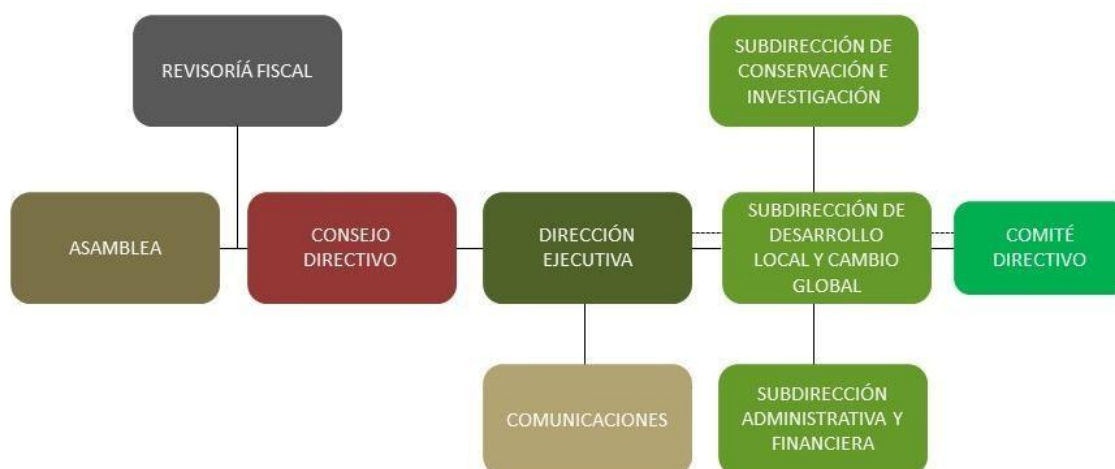 REVISORÍÁ FISCAL
SUBDIRECCIÓN DE
CONSERVACIÓN E
INVESTIGACIÓN
ASAMBLEA
CONSEJO
DIRECTIVO
DIRECCIÓN
EJECUTIVA
SUBDIRECCIÓN DE
DESARROLLO
LOCAL Y CAMBIO
GLOBAL
COMITÉ
DIRECTIVO
COMUNICACIONES
SUBDIRECCIÓN
ADMINISTRATIVA Y
FINANCIERA